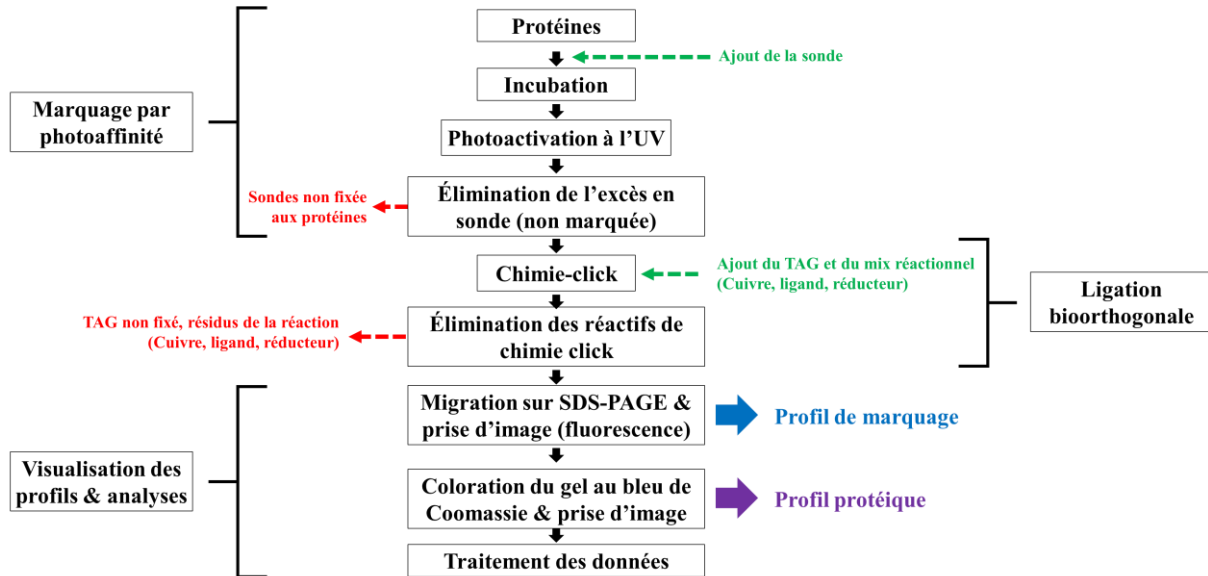 Protéines
Ajout de la sonde
Incubation
Marquage par
photoaffinité
Photoactivation à l’UV
Sondes non fixée
aux protéines
Élimination de l’excès en
sonde (non marquée)
Chimie-click
Ajout du TAG et du mix réactionnel
(Cuivre, ligand, réducteur)
Ligation
bioorthogonale
TAG non fixé, résidus de la réaction
(Cuivre, ligand, réducteur)
Élimination des réactifs de
chimie click
Migration sur SDS-PAGE &
prise d’image (fluorescence)
Profil de marquage
Visualisation des
profils & analyses
Coloration du gel au bleu de
Coomassie & prise d’image
Profil protéique
Traitement des données